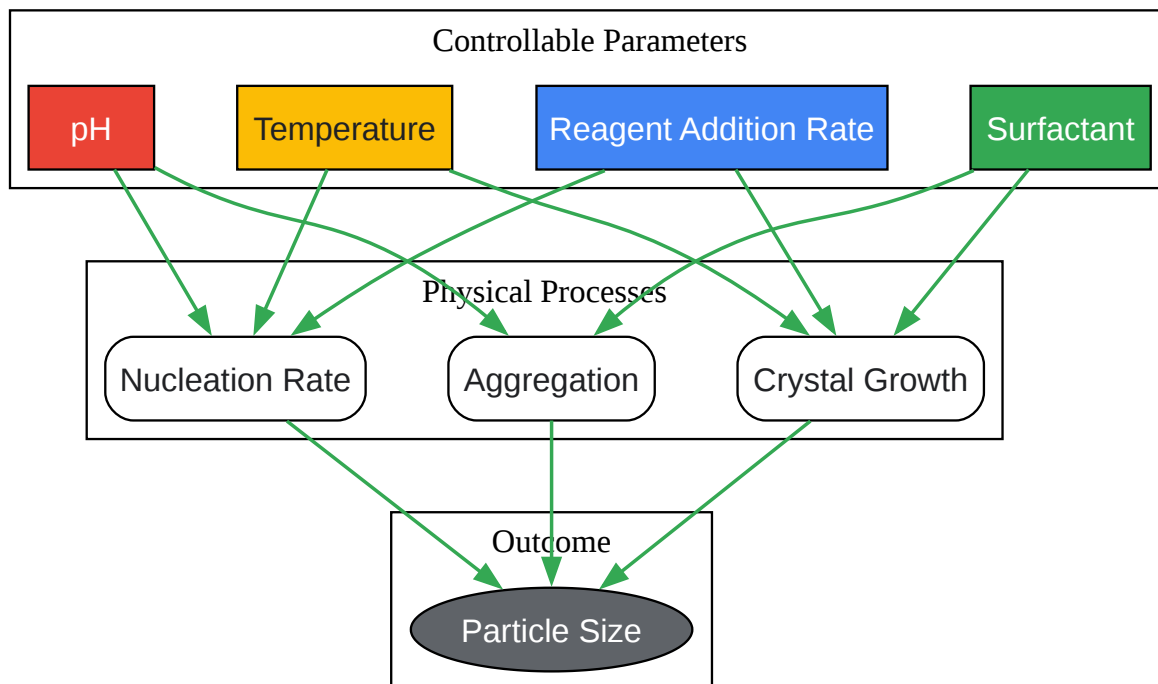 Controllable Parameters
pH
Temperature
Reagent Addition Rate
Surfactant
Physical Processes
Nucleation Rate
Aggregation
Crystal Growth
Outcome
Particle Size